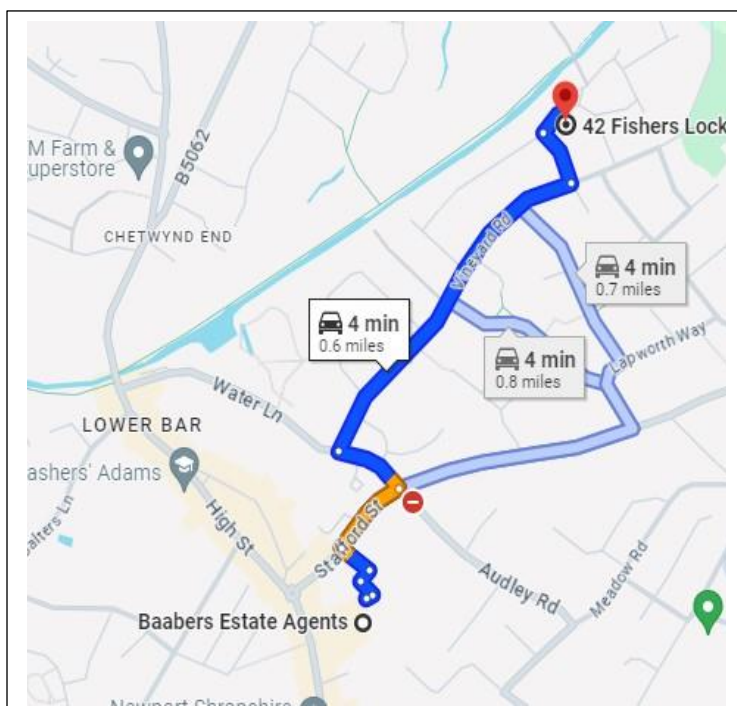 42 Fishers Lock
M Farm &
uperstore
B5062
CHETWYND END
Vineyard Rd
4 min
0.7 miles
4 min
0.6 miles
4 min
0.8 miles
Lapworth Way
Water Ln
LOWER BAR
ashers' Adams
High St
Stafford St
Audley Rd
Meadow Rd
Baabers Estate Agents
Newport Shropshire